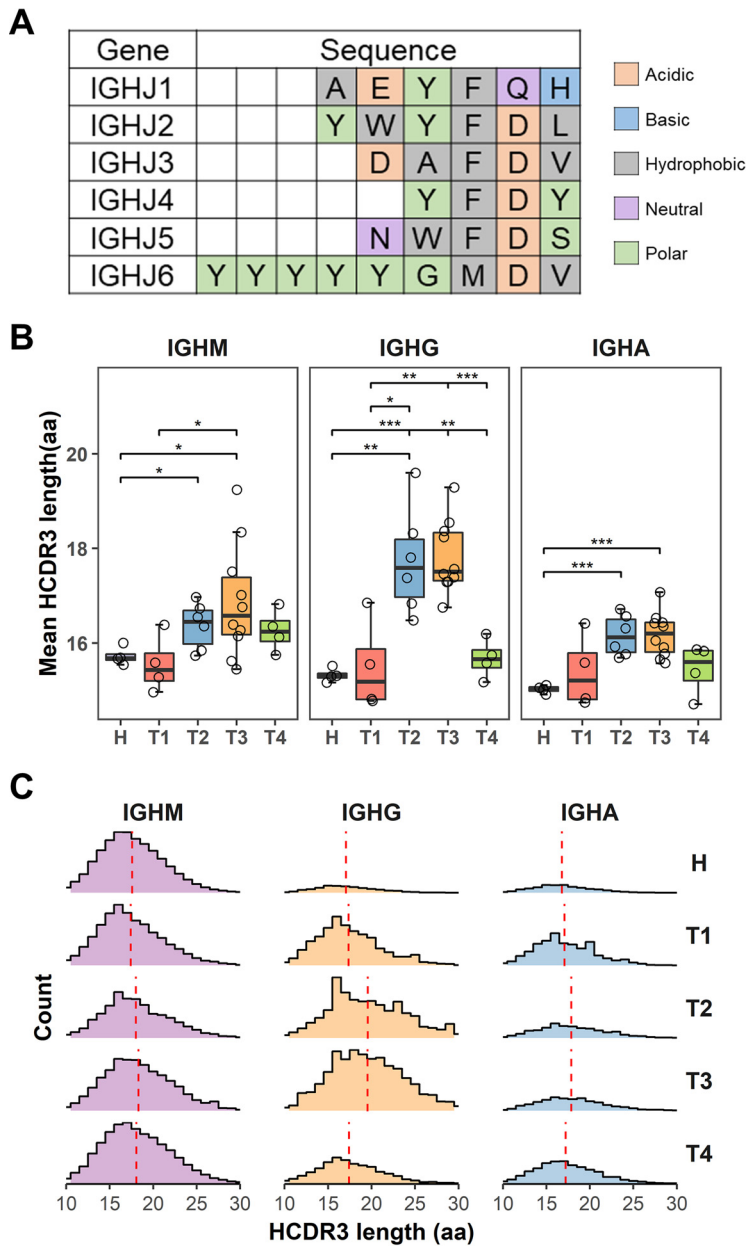 A
Gene Sequence
IGHJ1 A E Y F Q H
IGHJ2 Y W Y F D L
IGHJ3 D A F D V
IGHJ4 Y F D Y
IGHJ5 N W F D S
IGHJ6 Y Y Y Y Y G M D V
Acidic
Basic
Hydrophobic
Neutral
Polar
B
IGHM IGHG IGHA
Mean HCDR3 length(aa)
20
18
16
* * *
** *** ** * ** ***
*** ***
H T1 T2 T3 T4 H T1 T2 T3 T4 H T1 T2 T3 T4
C
IGHM IGHG IGHA
Count
H
T1
T2
T3
T4
10 15 20 25 30 10 15 20 25 30 10 15 20 25 30
HCDR3 length (aa)